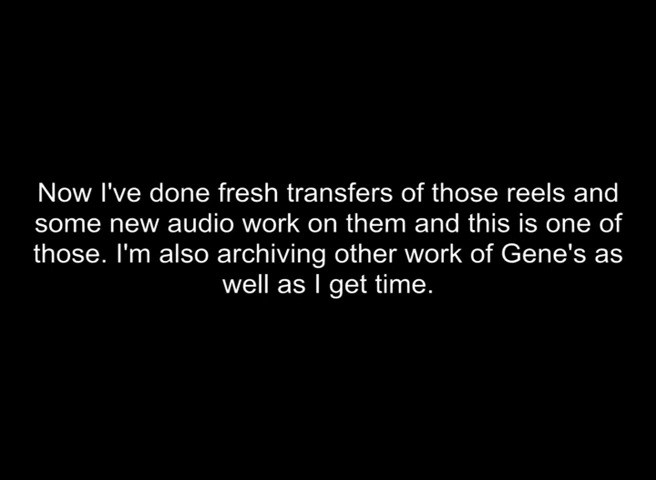 Now I've done fresh transfers of those reels and
some new audio work on them and this is one of
those. I'm also archiving other work of Gene's as
well as I get time.